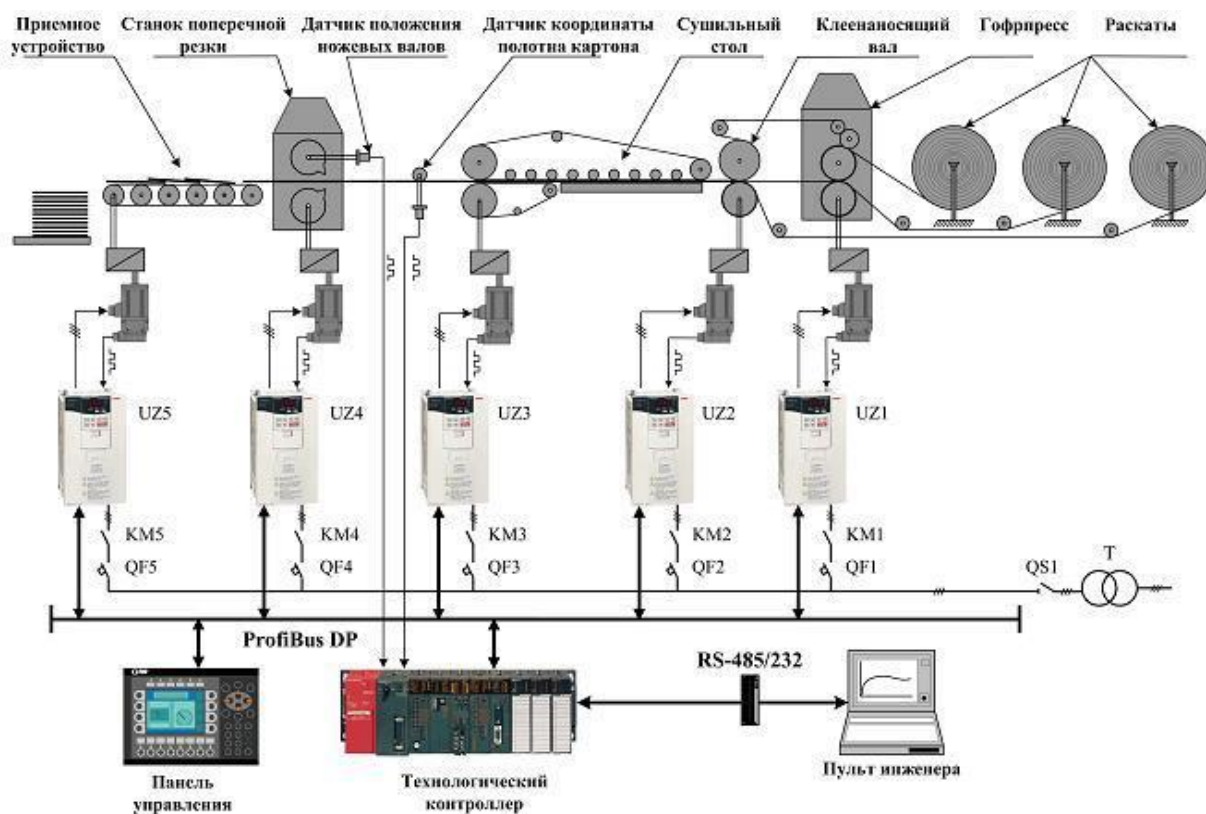 Приемное
устройство
Станок поперечной
резки
Датчик положения
ножевых валов
Датчик координаты
полотна картона
Сушильный
стол
Клеенаносящий
вал
Гофрпресс
Раскаты
UZ5
UZ4
UZ3
UZ2
UZ1
KM5
KM4
KM3
KM2
KM1
QF5
QF4
QF3
QF2
QF1
QS1
T
ProfiBus DP
RS-485/232
Панель
управления
Технологический
контроллер
Пульт инженера